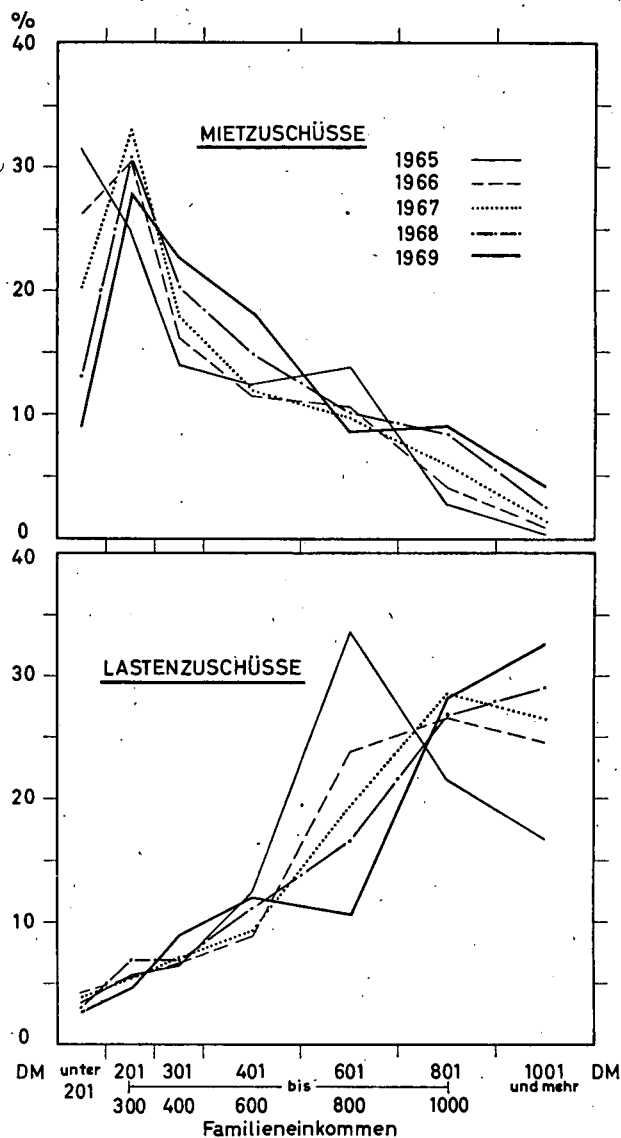 %
40
MIETZUSCHÜSSE
1965
30
1966
1967
1968
1969
20
10
0
40
LASTENZUSCHÜSSE
30
20
10
0
DM unter 201 301 401 601 801 1001 DM
bis und mehr
201 300 400 600 800 1000
Familieneinkommen